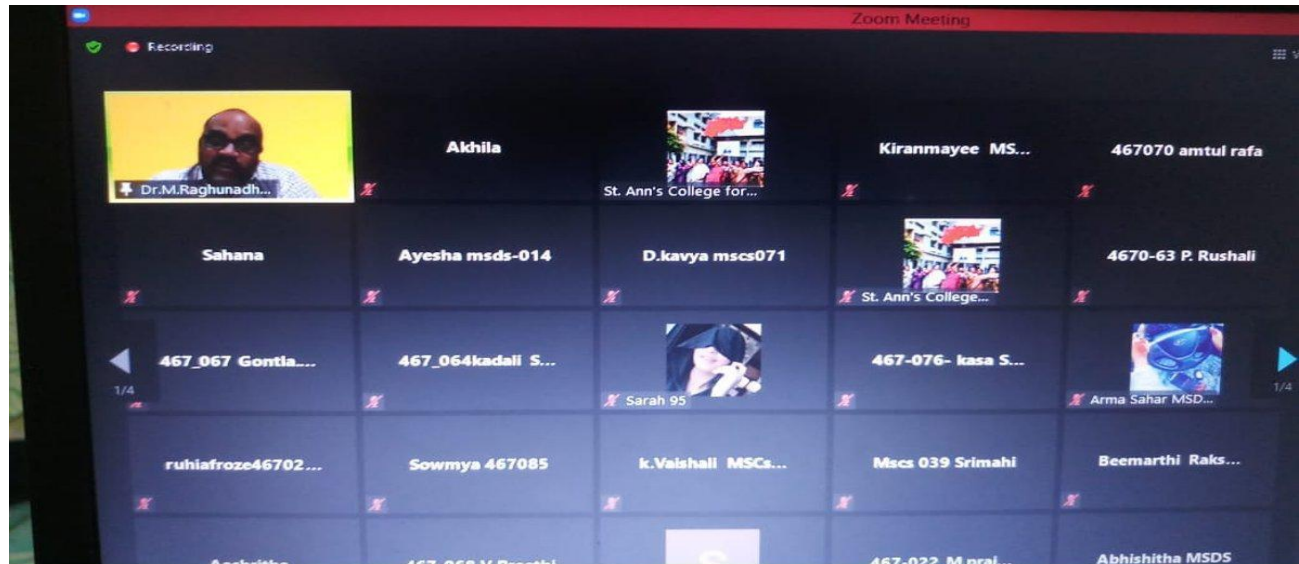 Zoom Meeting
Recording
Dr.M.Raghunadh...
Akhila
St. Ann's College for...
Kiranmayee MS...
467070 amtul rafa
Sahana
Ayesha msds-014
D.kavya mscs071
St. Ann's College...
4670-63 P. Rushali
467_067 Gontla....
467_064kadali S...
Sarah 95
467-076- kasa S...
Arma Sahar MSD...
1/4
1/4
ruhiafroze46702...
Sowmya 467085
k.Vaishali MSCs...
Mscs 039 Srimahi
Beemarthi Raks...
S
467-022 M
Abhishitha MSDS